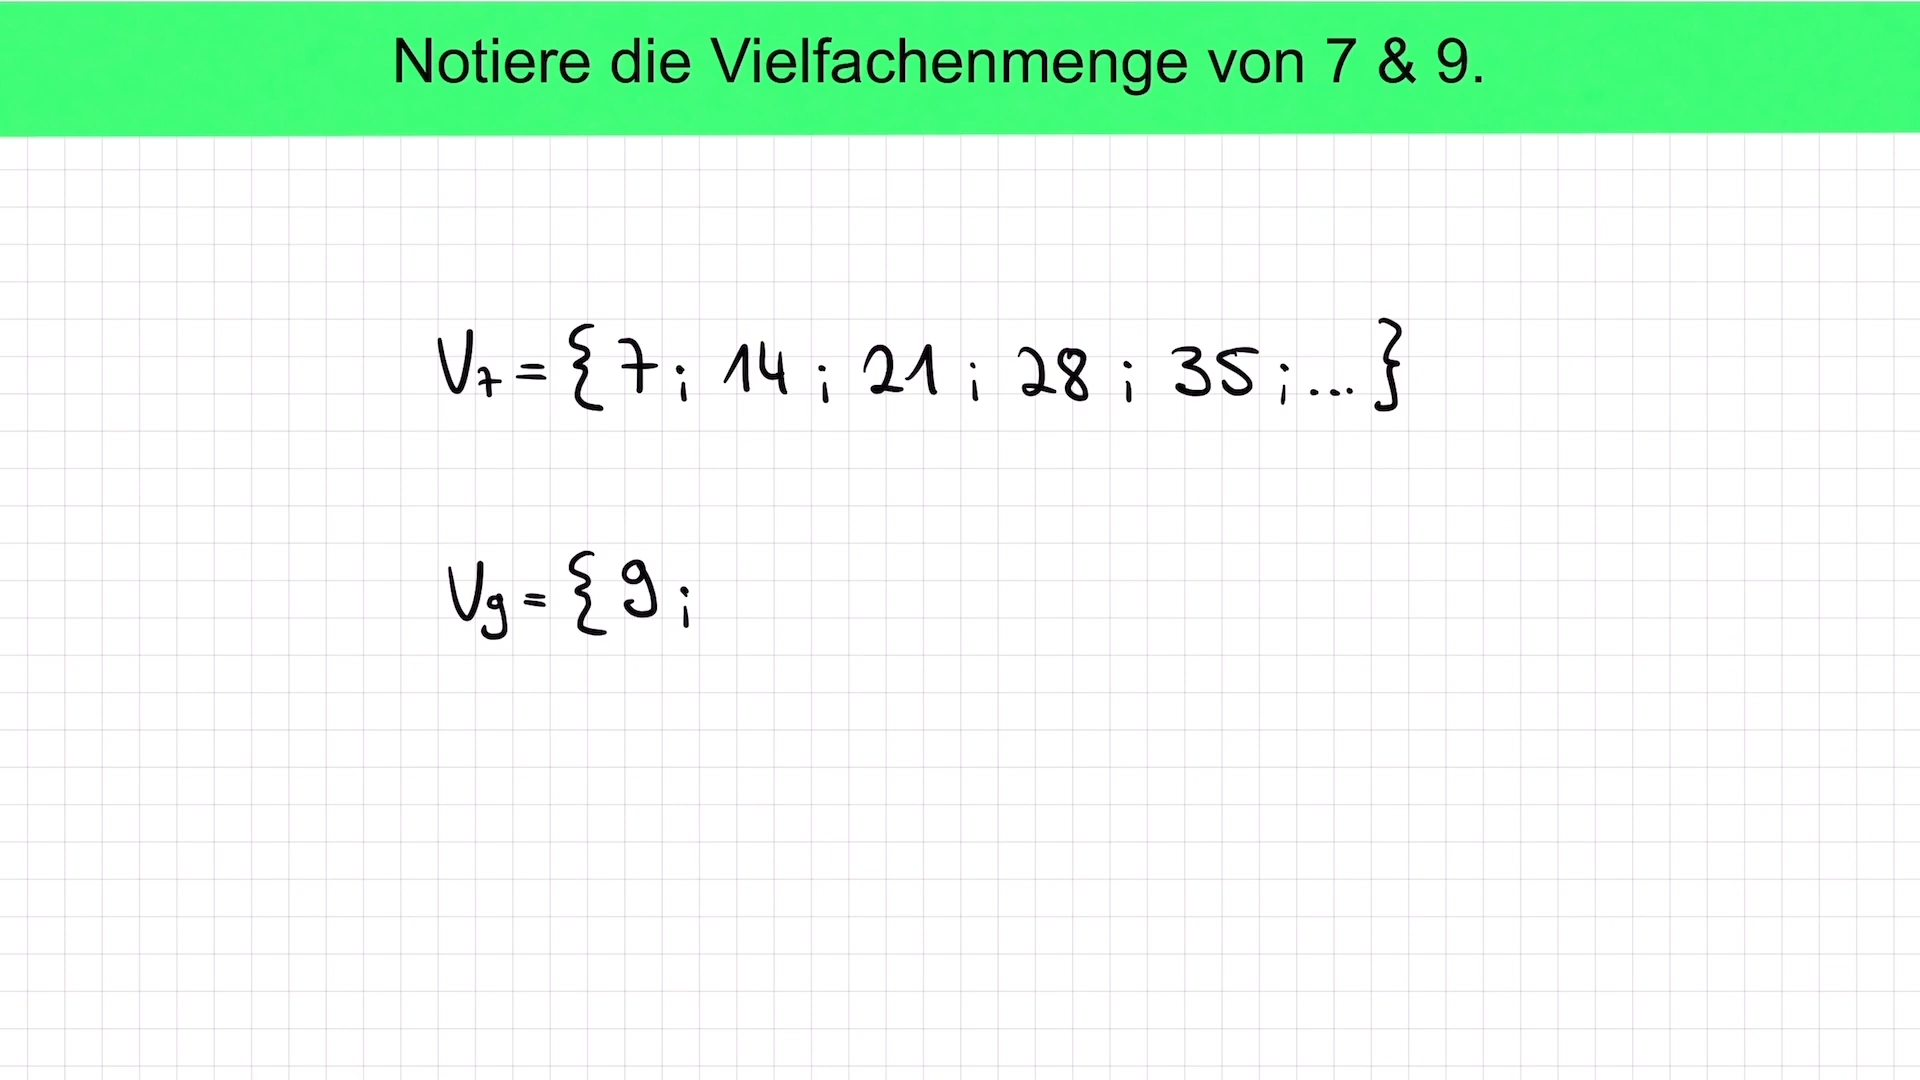 Notiere die Vielfachenmenge von 7 & 9.
V₇ = { 7 ; 14 ; 21 ; 28 ; 35 ; ... }
V₉ = { 9 ;